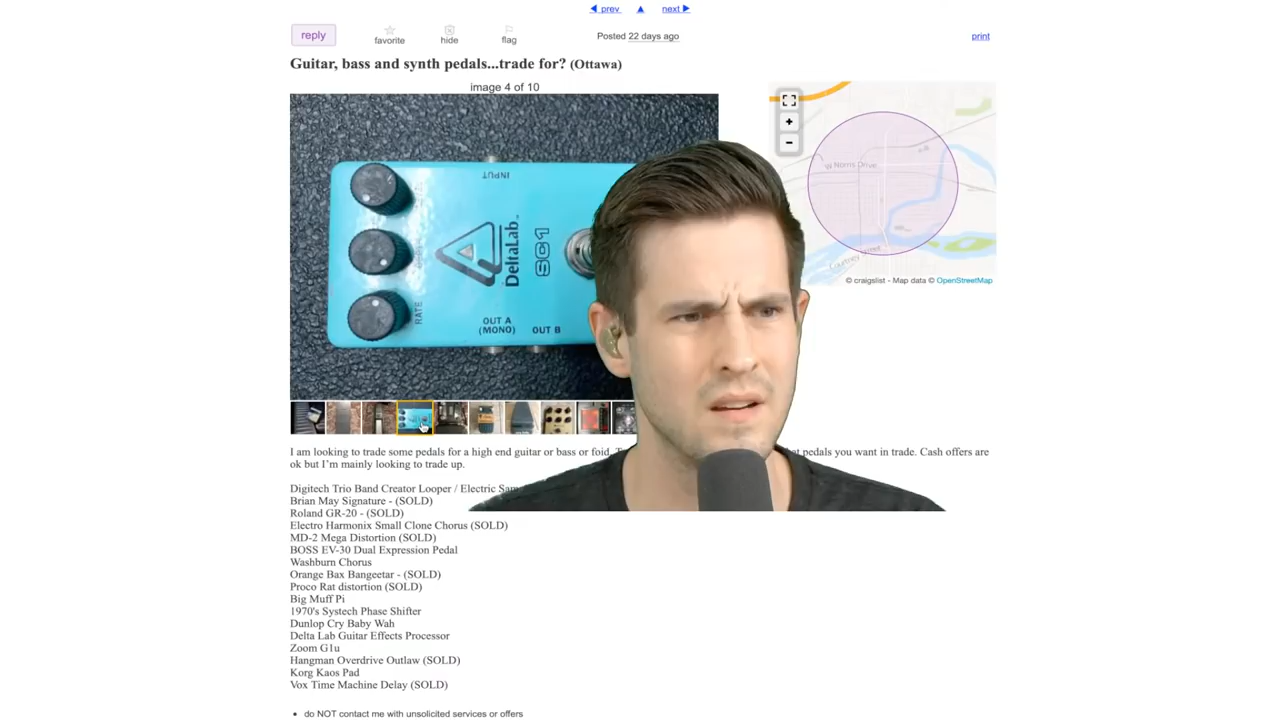 prev
next
reply
favorite
hide
flag
Posted 22 days ago
print
Guitar, bass and synth pedals...trade for? (Ottawa)
image 4 of 10
INPUT
RATE
DeltaLab
SC1
OUT A
(MONO)
OUT B
+
−
W Norris Drive
© craigslist - Map data © OpenStreetMap
I am looking to trade some pedals for a high end guitar or bass or foid. pedals you want in trade. Cash offers are
ok but I'm mainly looking to trade up.
Digitech Trio Band Creator Looper / Electric
Brian May Signature - (SOLD)
Roland GR-20 - (SOLD)
Electro Harmonix Small Clone Chorus (SOLD)
MD-2 Mega Distortion (SOLD)
BOSS EV-30 Dual Expression Pedal
Washburn Chorus
Orange Bax Bangeetar - (SOLD)
Proco Rat distortion (SOLD)
Big Muff Pi
1970's Systech Phase Shifter
Dunlop Cry Baby Wah
Delta Lab Guitar Effects Processor
Zoom G1u
Hangman Overdrive Outlaw (SOLD)
Korg Kaos Pad
Vox Time Machine Delay (SOLD)
• do NOT contact me with unsolicited services or offers